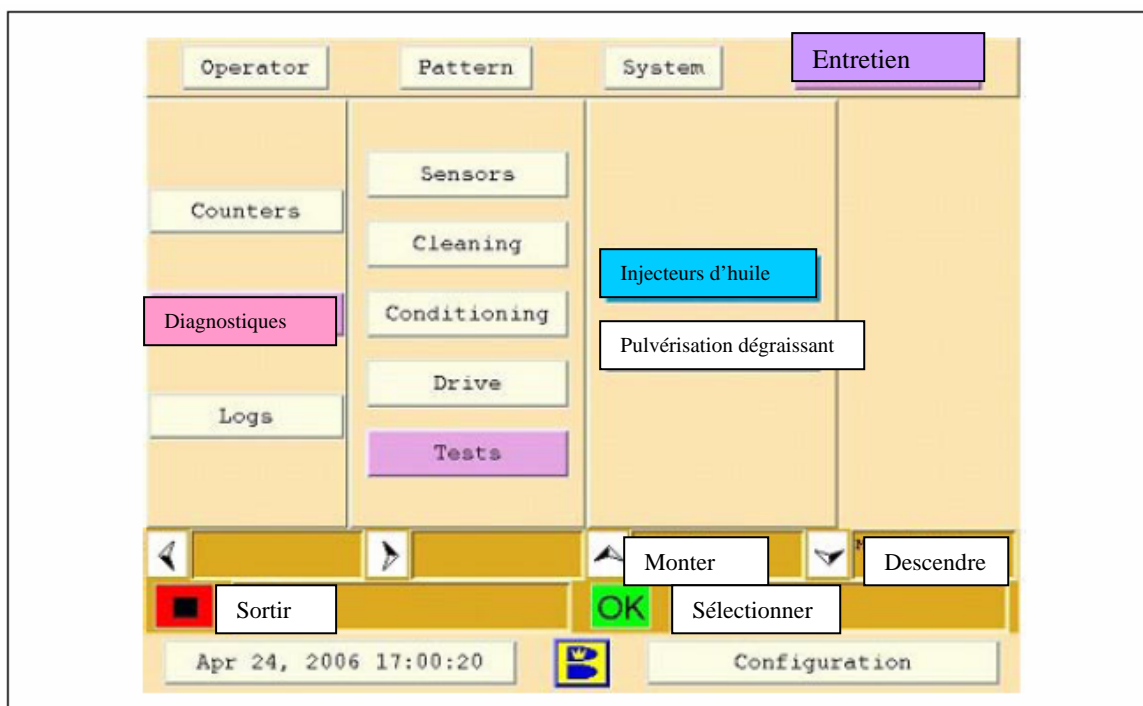 Operator Pattern System Entretien
Sensors
Counters
Cleaning
Injecteurs d’huile
Diagnostiques
Conditioning
Pulvérisation dégraissant
Drive
Logs
Tests
Monter
Descendre
Sortir
OK
Sélectionner
Apr 24, 2006 17:00:20
Configuration